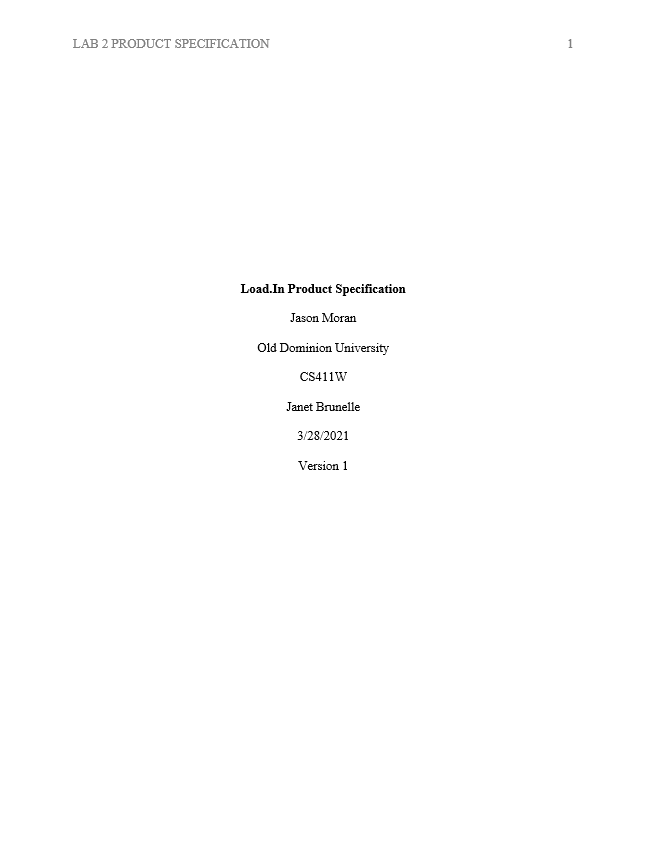 LAB 2 PRODUCT SPECIFICATION 1
Load.In Product Specification
Jason Moran
Old Dominion University
CS411W
Janet Brunelle
3/28/2021
Version 1